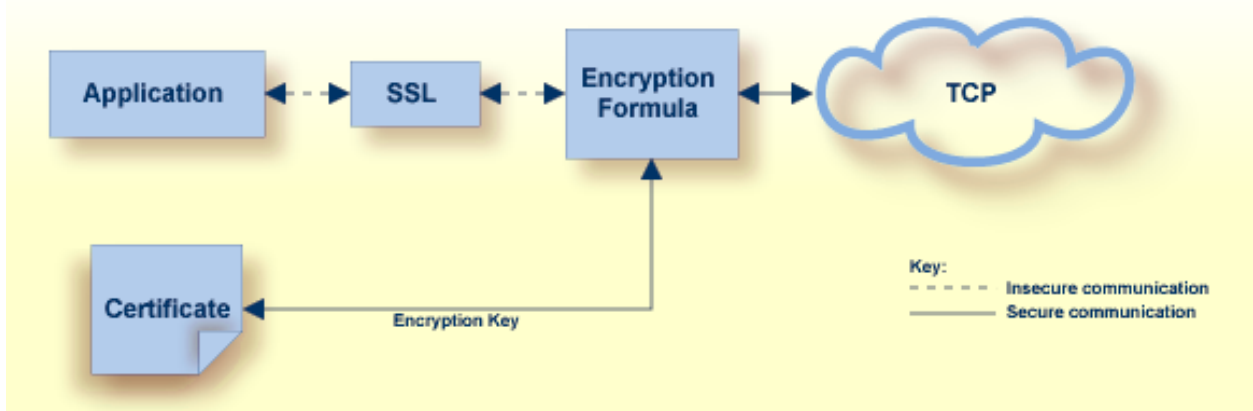 Application
SSL
Encryption
Formula
TCP
Certificate
Encryption Key
Key:
Insecure communication
Secure communication